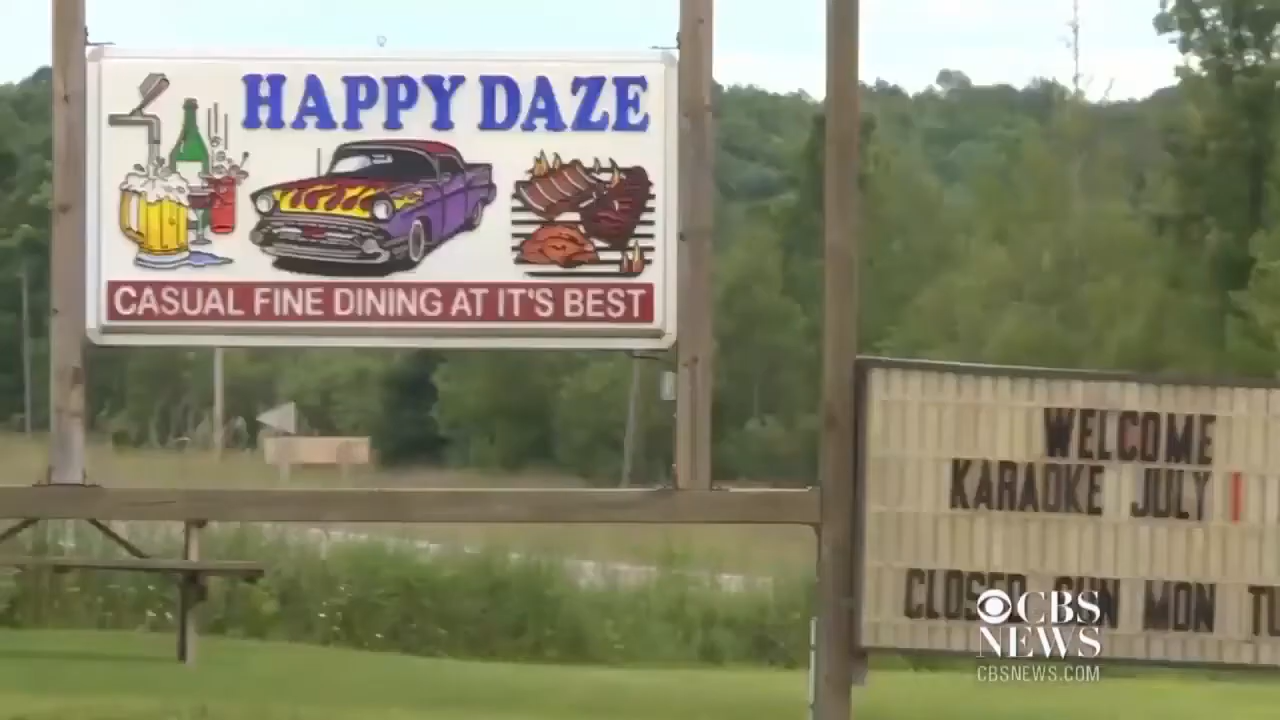 HAPPY DAZE
CASUAL FINE DINING AT IT'S BEST
WELCOME
KARAOKE JULY
CLOSED SUN MON
CBS
NEWS
CBSNEWS.COM